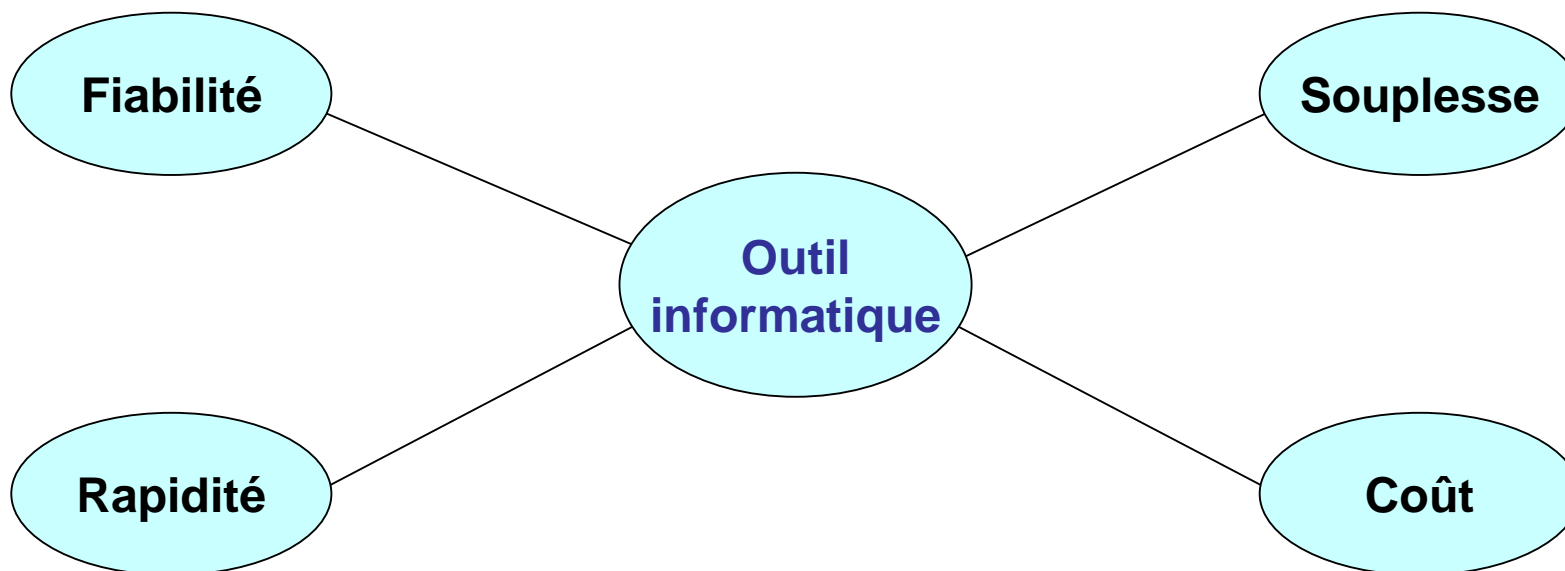 Fiabilité
Souplesse
Outil
informatique
Rapidité
Coût